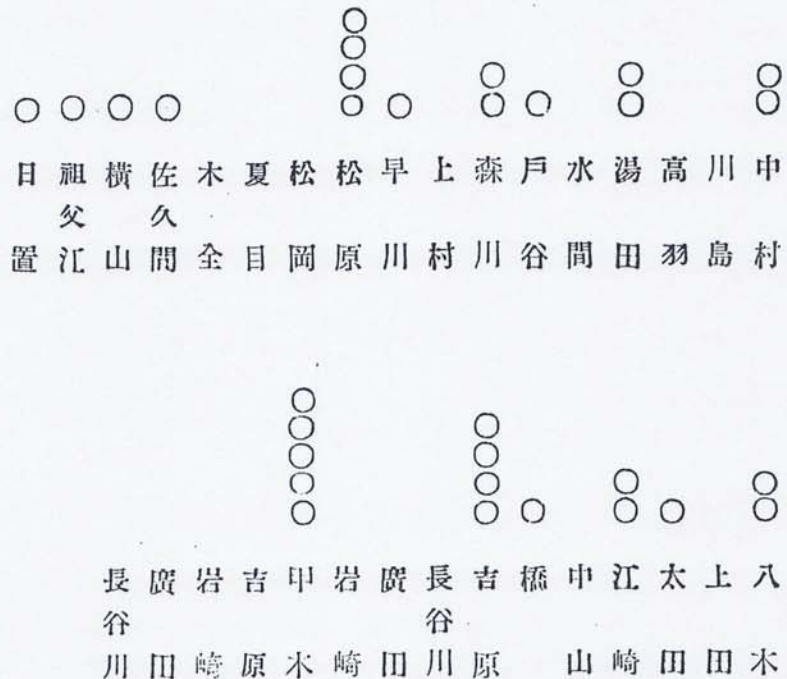 ○○中村
川島
高羽
○○湯田
水間
○戸谷
○○森川
上村
○早川
○○○○松原
松岡
夏目
木全
○佐久間
○横山
○祖父江
○日置
○○八木
上田
○太田
○○江崎
中山
○橋
○○○○吉原
長谷川
廣田
岩崎
○○○○○甲木
吉原
岩崎
廣田
長谷川